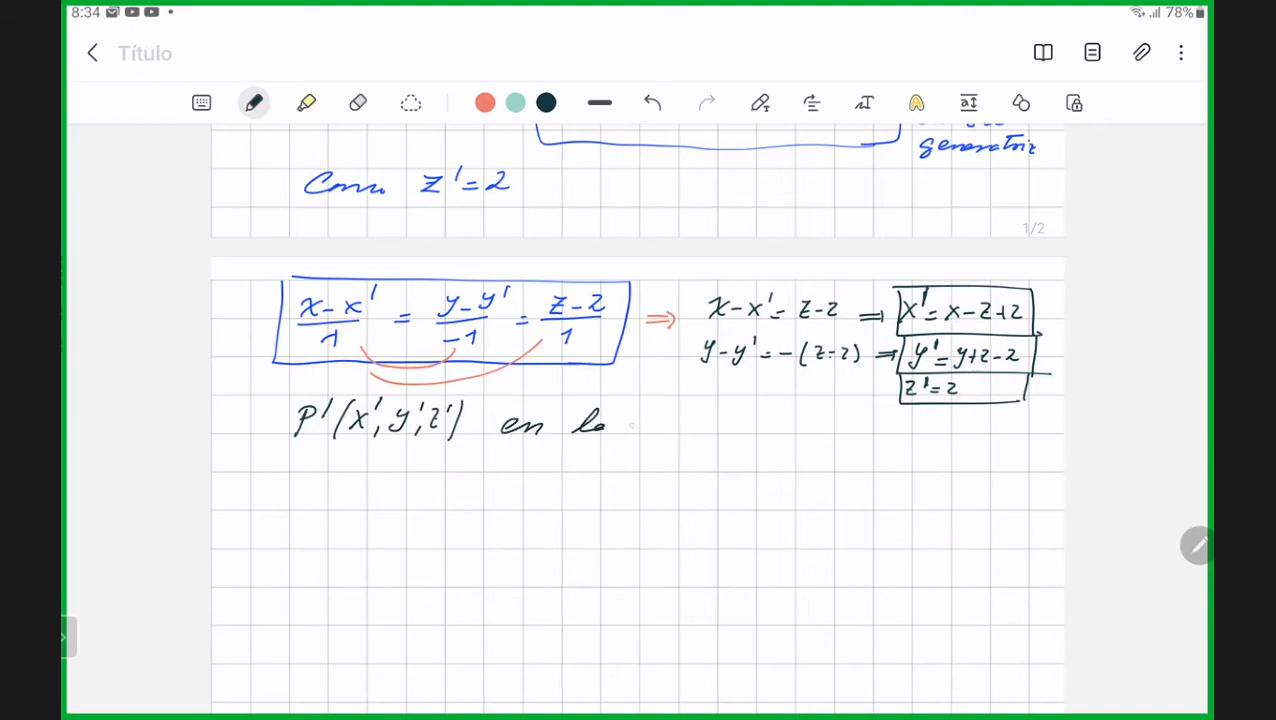 8:34 78%
Título
generatriz
Como z'=2
1/2
x-x'/1 = y-y'/-1 = z-2/1 ⇒ x-x'=z-2 ⇒ x'=x-z+2
y-y'=-(z-2) ⇒ y'=y+z-2
z'=2
P'(x',y',z') en la